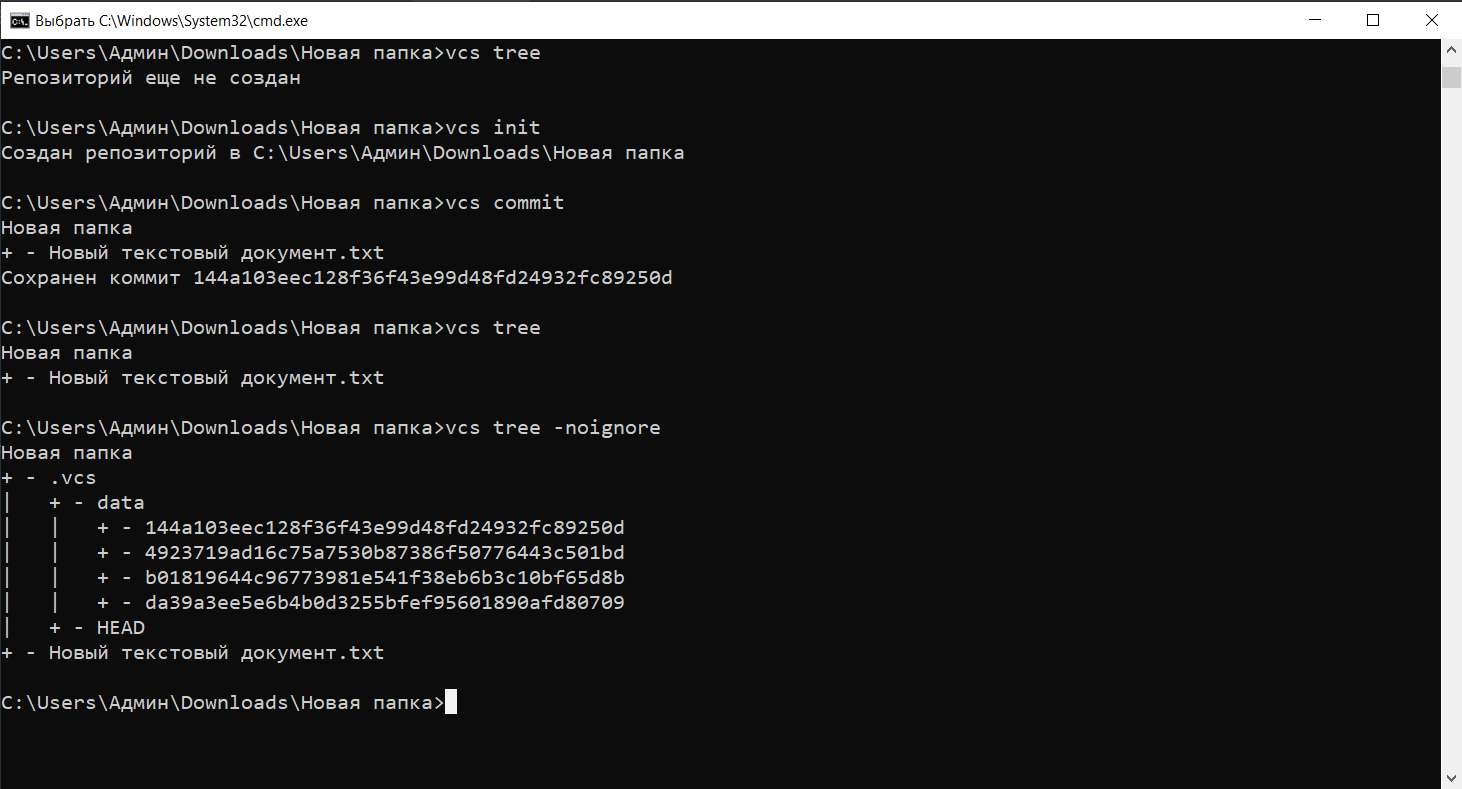 Выбрать C:\Windows\System32\cmd.exe
C:\Users\Админ\Downloads\Новая папка>vcs tree
Репозиторий еще не создан
C:\Users\Админ\Downloads\Новая папка>vcs init
Создан репозиторий в C:\Users\Админ\Downloads\Новая папка
C:\Users\Админ\Downloads\Новая папка>vcs commit
Новая папка
+ - Новый текстовый документ.txt
Сохранен коммит 144a103eec128f36f43e99d48fd24932fc89250d
C:\Users\Админ\Downloads\Новая папка>vcs tree
Новая папка
+ - Новый текстовый документ.txt
C:\Users\Админ\Downloads\Новая папка>vcs tree -noignore
Новая папка
+ - .vcs
|   + - data
|   |   + - 144a103eec128f36f43e99d48fd24932fc89250d
|   |   + - 4923719ad16c75a7530b87386f50776443c501bd
|   |   + - b01819644c96773981e541f38eb6b3c10bf65d8b
|   |   + - da39a3ee5e6b4b0d3255bfef95601890afd80709
|   + - HEAD
+ - Новый текстовый документ.txt
C:\Users\Админ\Downloads\Новая папка>